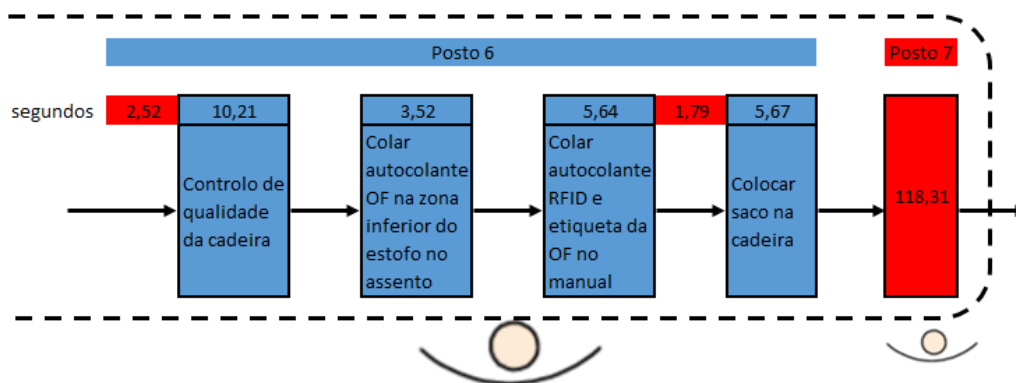 Posto 6
Posto 7
segundos
2,52
10,21
3,52
5,64
1,79
5,67
Controlo de
qualidade
da cadeira
Colar
autocolante
OF na zona
inferior do
estofo no
assento
Colar
autocolante
RFID e
etiqueta da
OF no
manual
Colocar
saco na
cadeira
118,31